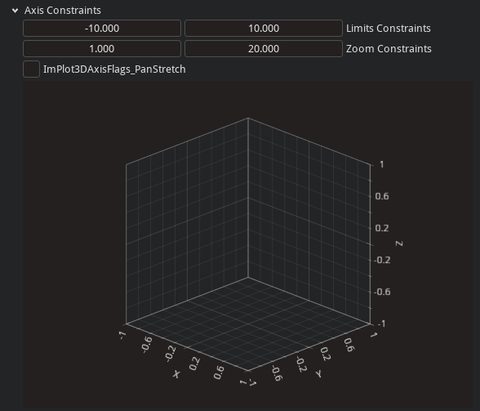 Axis Constraints
-10.000 10.000 Limits Constraints
1.000 20.000 Zoom Constraints
ImPlot3DAxisFlags_PanStretch
1
0.6
0.2
-0.2
-0.6
-1
Z
-1 -0.6 -0.2 0.2 0.6 1
X
-1 -0.6 -0.2 0.2 0.6 1
Y